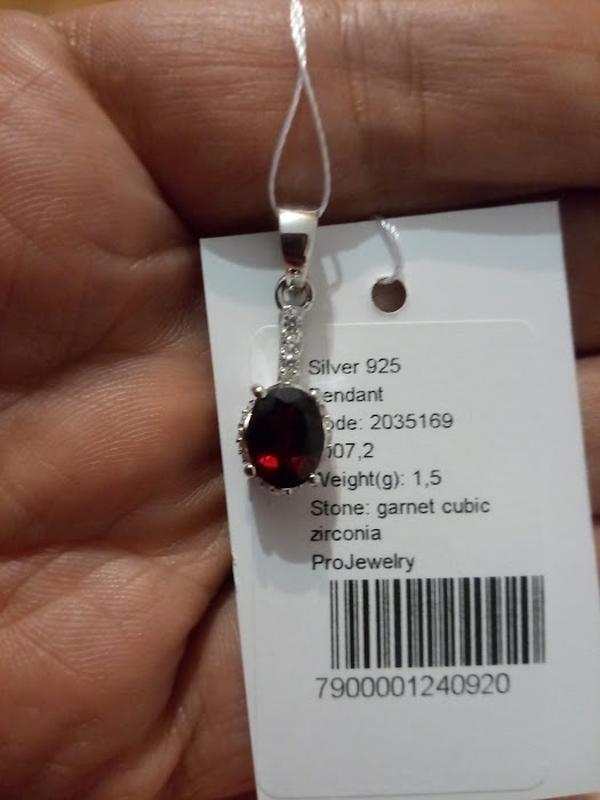 Silver 925
Pendant
Code: 2035169
Weight(g): 1,5
Stone: garnet cubic
zirconia
ProJewelry
7900001240920